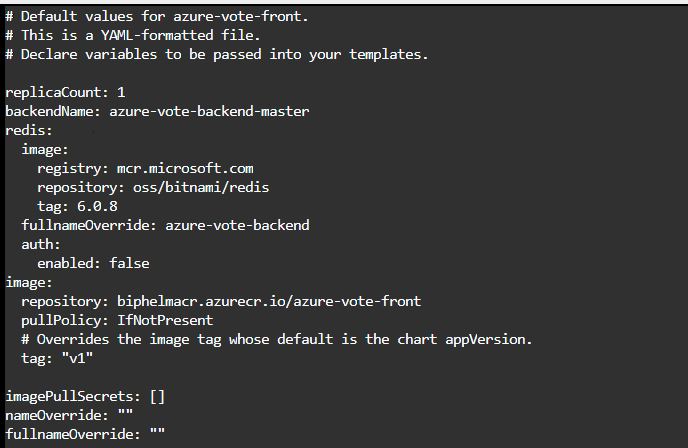 # Default values for azure-vote-front.
# This is a YAML-formatted file.
# Declare variables to be passed into your templates.
replicaCount: 1
backendName: azure-vote-backend-master
redis:
  image:
    registry: mcr.microsoft.com
    repository: oss/bitnami/redis
    tag: 6.0.8
  fullnameOverride: azure-vote-backend
  auth:
    enabled: false
image:
  repository: biphelmacr.azurecr.io/azure-vote-front
  pullPolicy: IfNotPresent
  # Overrides the image tag whose default is the chart appVersion.
  tag: "v1"
imagePullSecrets: []
nameOverride: ""
fullnameOverride: ""